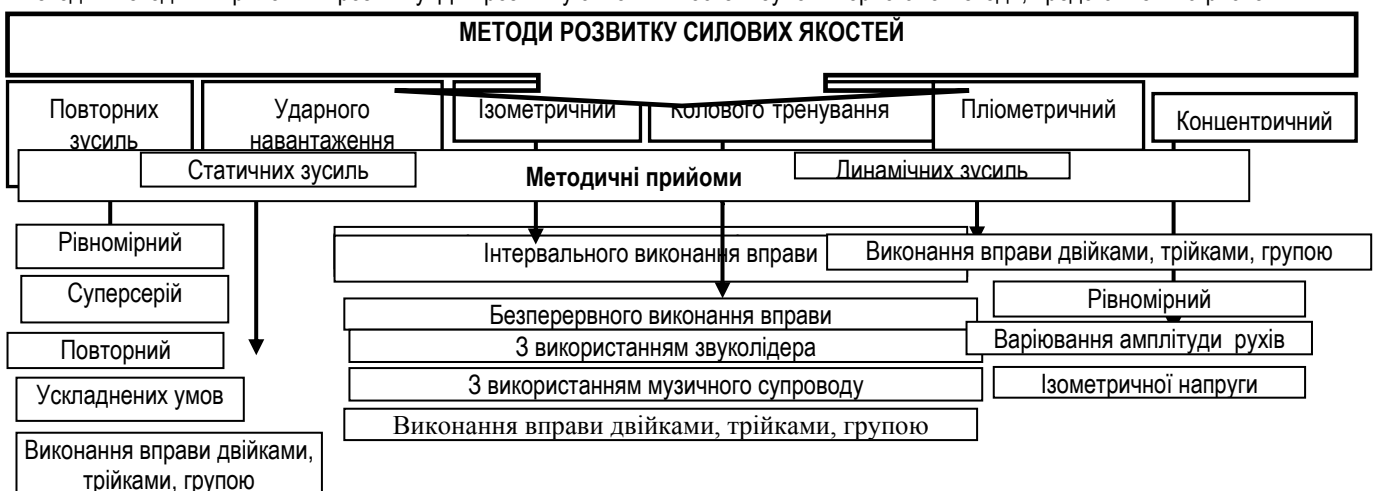 МЕТОДИ РОЗВИТКУ СИЛОВИХ ЯКОСТЕЙ
Повторних
зусиль
Ударного
навантаження
Ізометричний
Колового тренування
Пліометричний
Концентричний
Статичних зусиль
Методичні прийоми
Динамічних зусиль
Рівномірний
Суперсерій
Повторний
Ускладнених умов
Виконання вправи двійками,
трійками, групою
Інтервального виконання вправи
Безперервного виконання вправи
З використанням звуколідера
З використанням музичного супроводу
Виконання вправи двійками, трійками, групою
Виконання вправи двійками, трійками, групою
Рівномірний
Варіювання амплітуди рухів
Ізометричної напруги